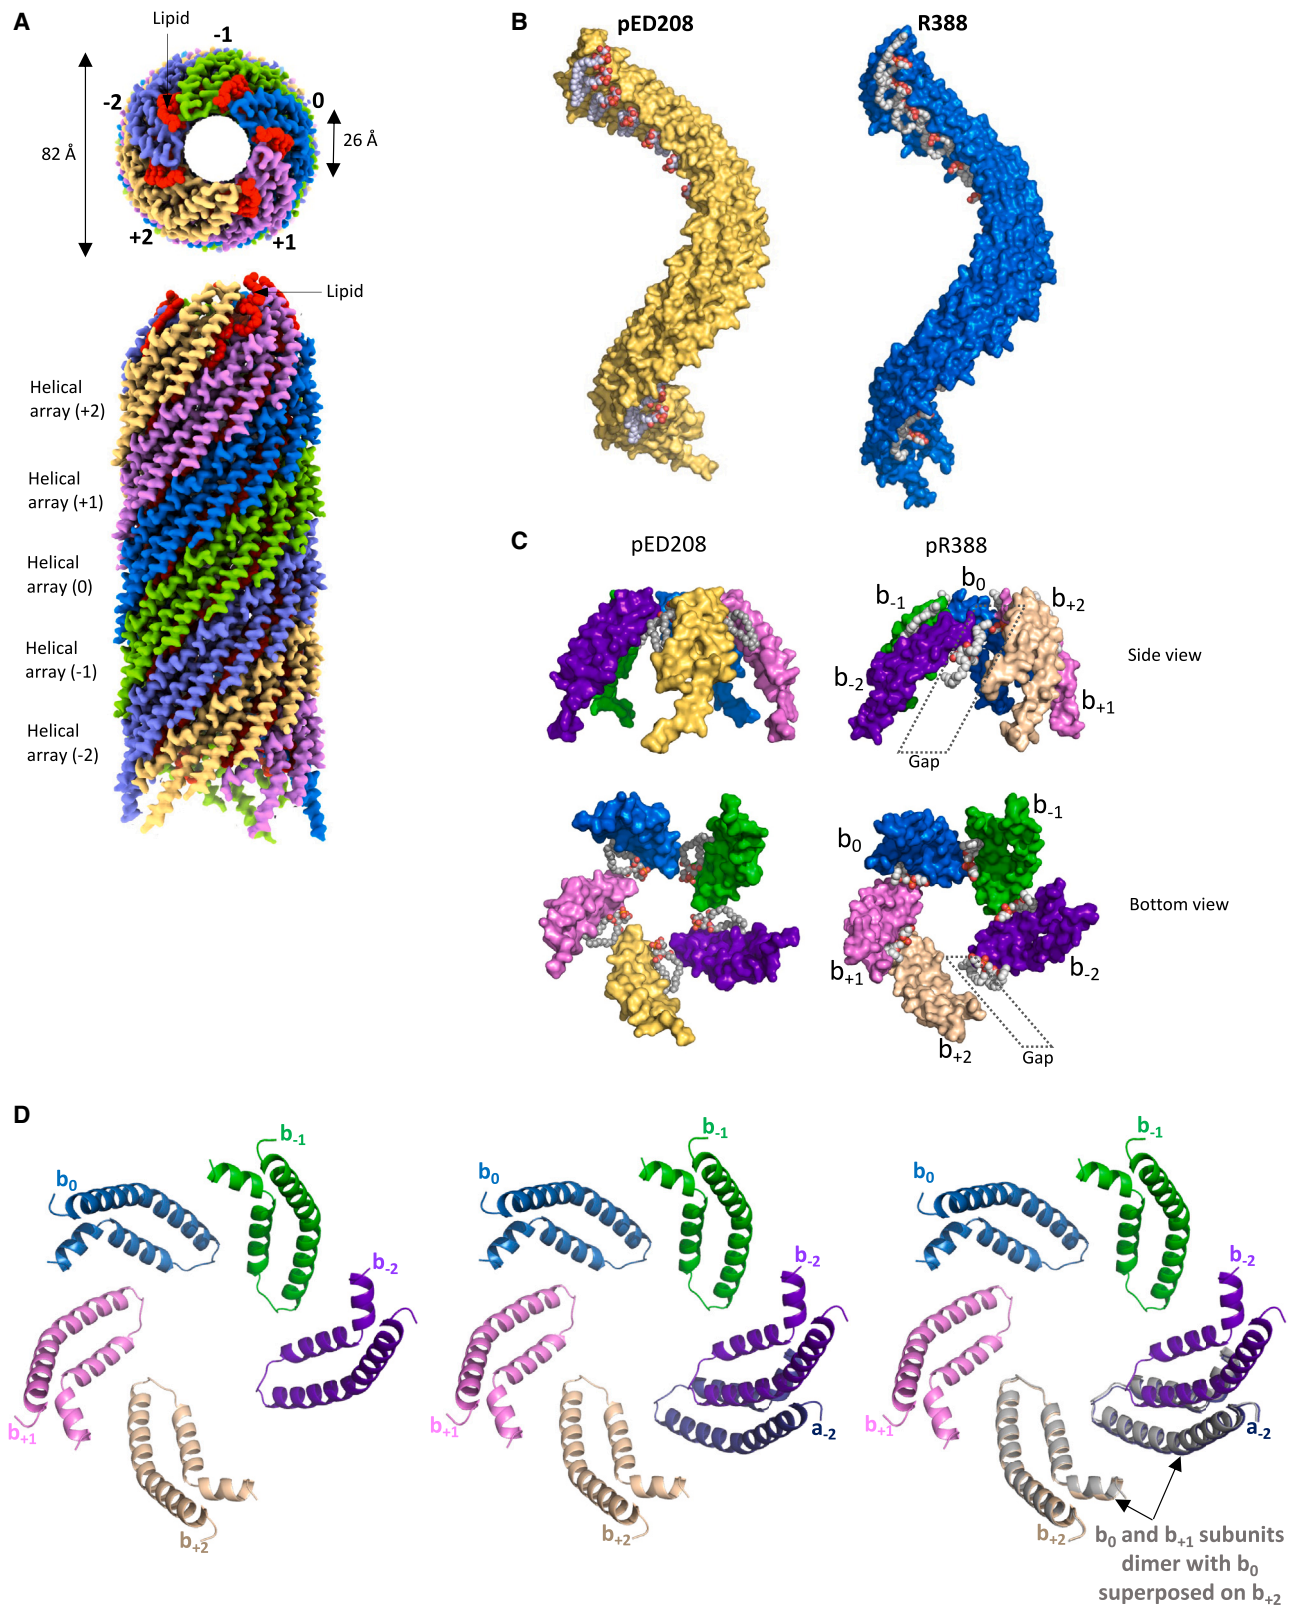 A
Lipid
-1
-2
0
82 Å
26 Å
+2
+1
Lipid
Helical
array (+2)
Helical
array (+1)
Helical
array (0)
Helical
array (-1)
Helical
array (-2)
B
pED208
R388
C
pED208
pR388
b0
b-1
b+2
b-2
b+1
Gap
Side view
b-1
b0
b-2
b+1
b+2
Gap
Bottom view
D
b-1
b0
b-2
b+1
b+2
b-1
b0
b-2
b+1
a-2
b+2
b-1
b0
b-2
b+1
a-2
b+2
b0 and b+1 subunits
dimer with b0
superposed on b+2